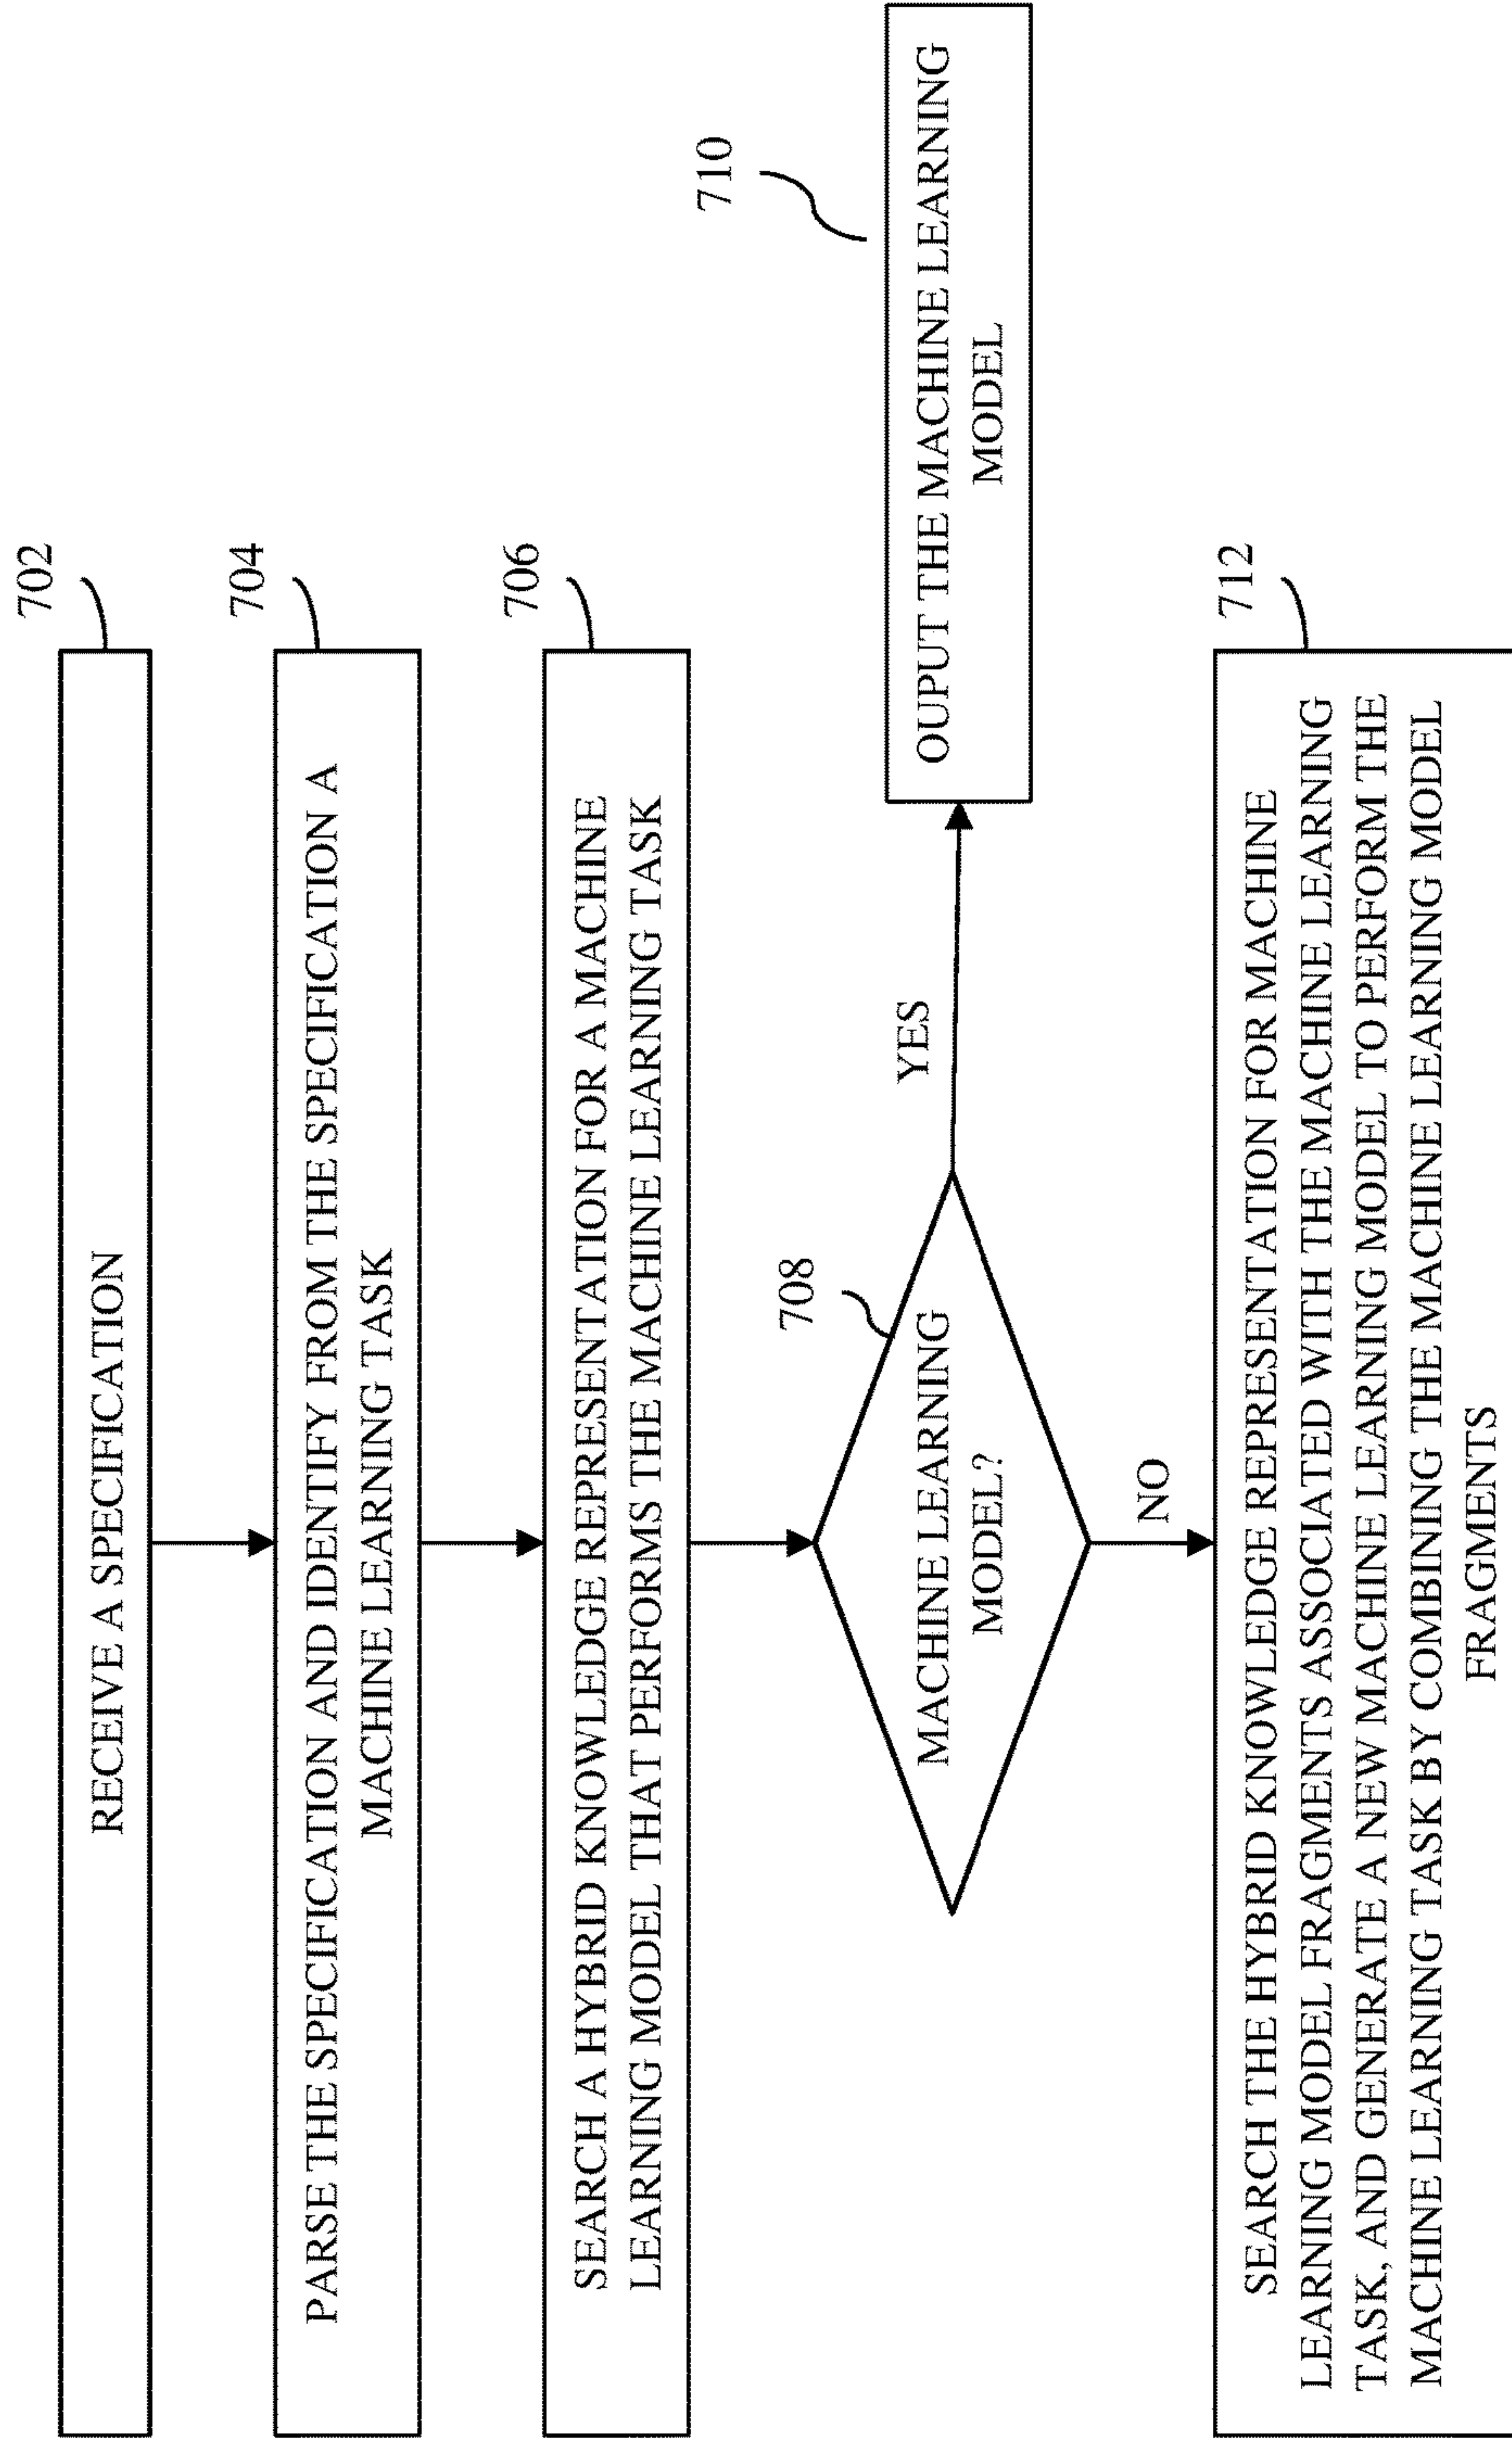 702
RECEIVE A SPECIFICATION
704
PARSE THE SPECIFICATION AND IDENTIFY FROM THE SPECIFICATION A
MACHINE LEARNING TASK
706
SEARCH A HYBRID KNOWLEDGE REPRESENTATION FOR A MACHINE
LEARNING MODEL THAT PERFORMS THE MACHINE LEARNING TASK
708
MACHINE LEARNING
MODEL?
YES
710
OUPUT THE MACHINE LEARNING
MODEL
NO
712
SEARCH THE HYBRID KNOWLEDGE REPRESENTATION FOR MACHINE
LEARNING MODEL FRAGMENTS ASSOCIATED WITH THE MACHINE LEARNING
TASK, AND GENERATE A NEW MACHINE LEARNING MODEL TO PERFORM THE
MACHINE LEARNING TASK BY COMBINING THE MACHINE LEARNING MODEL
FRAGMENTS